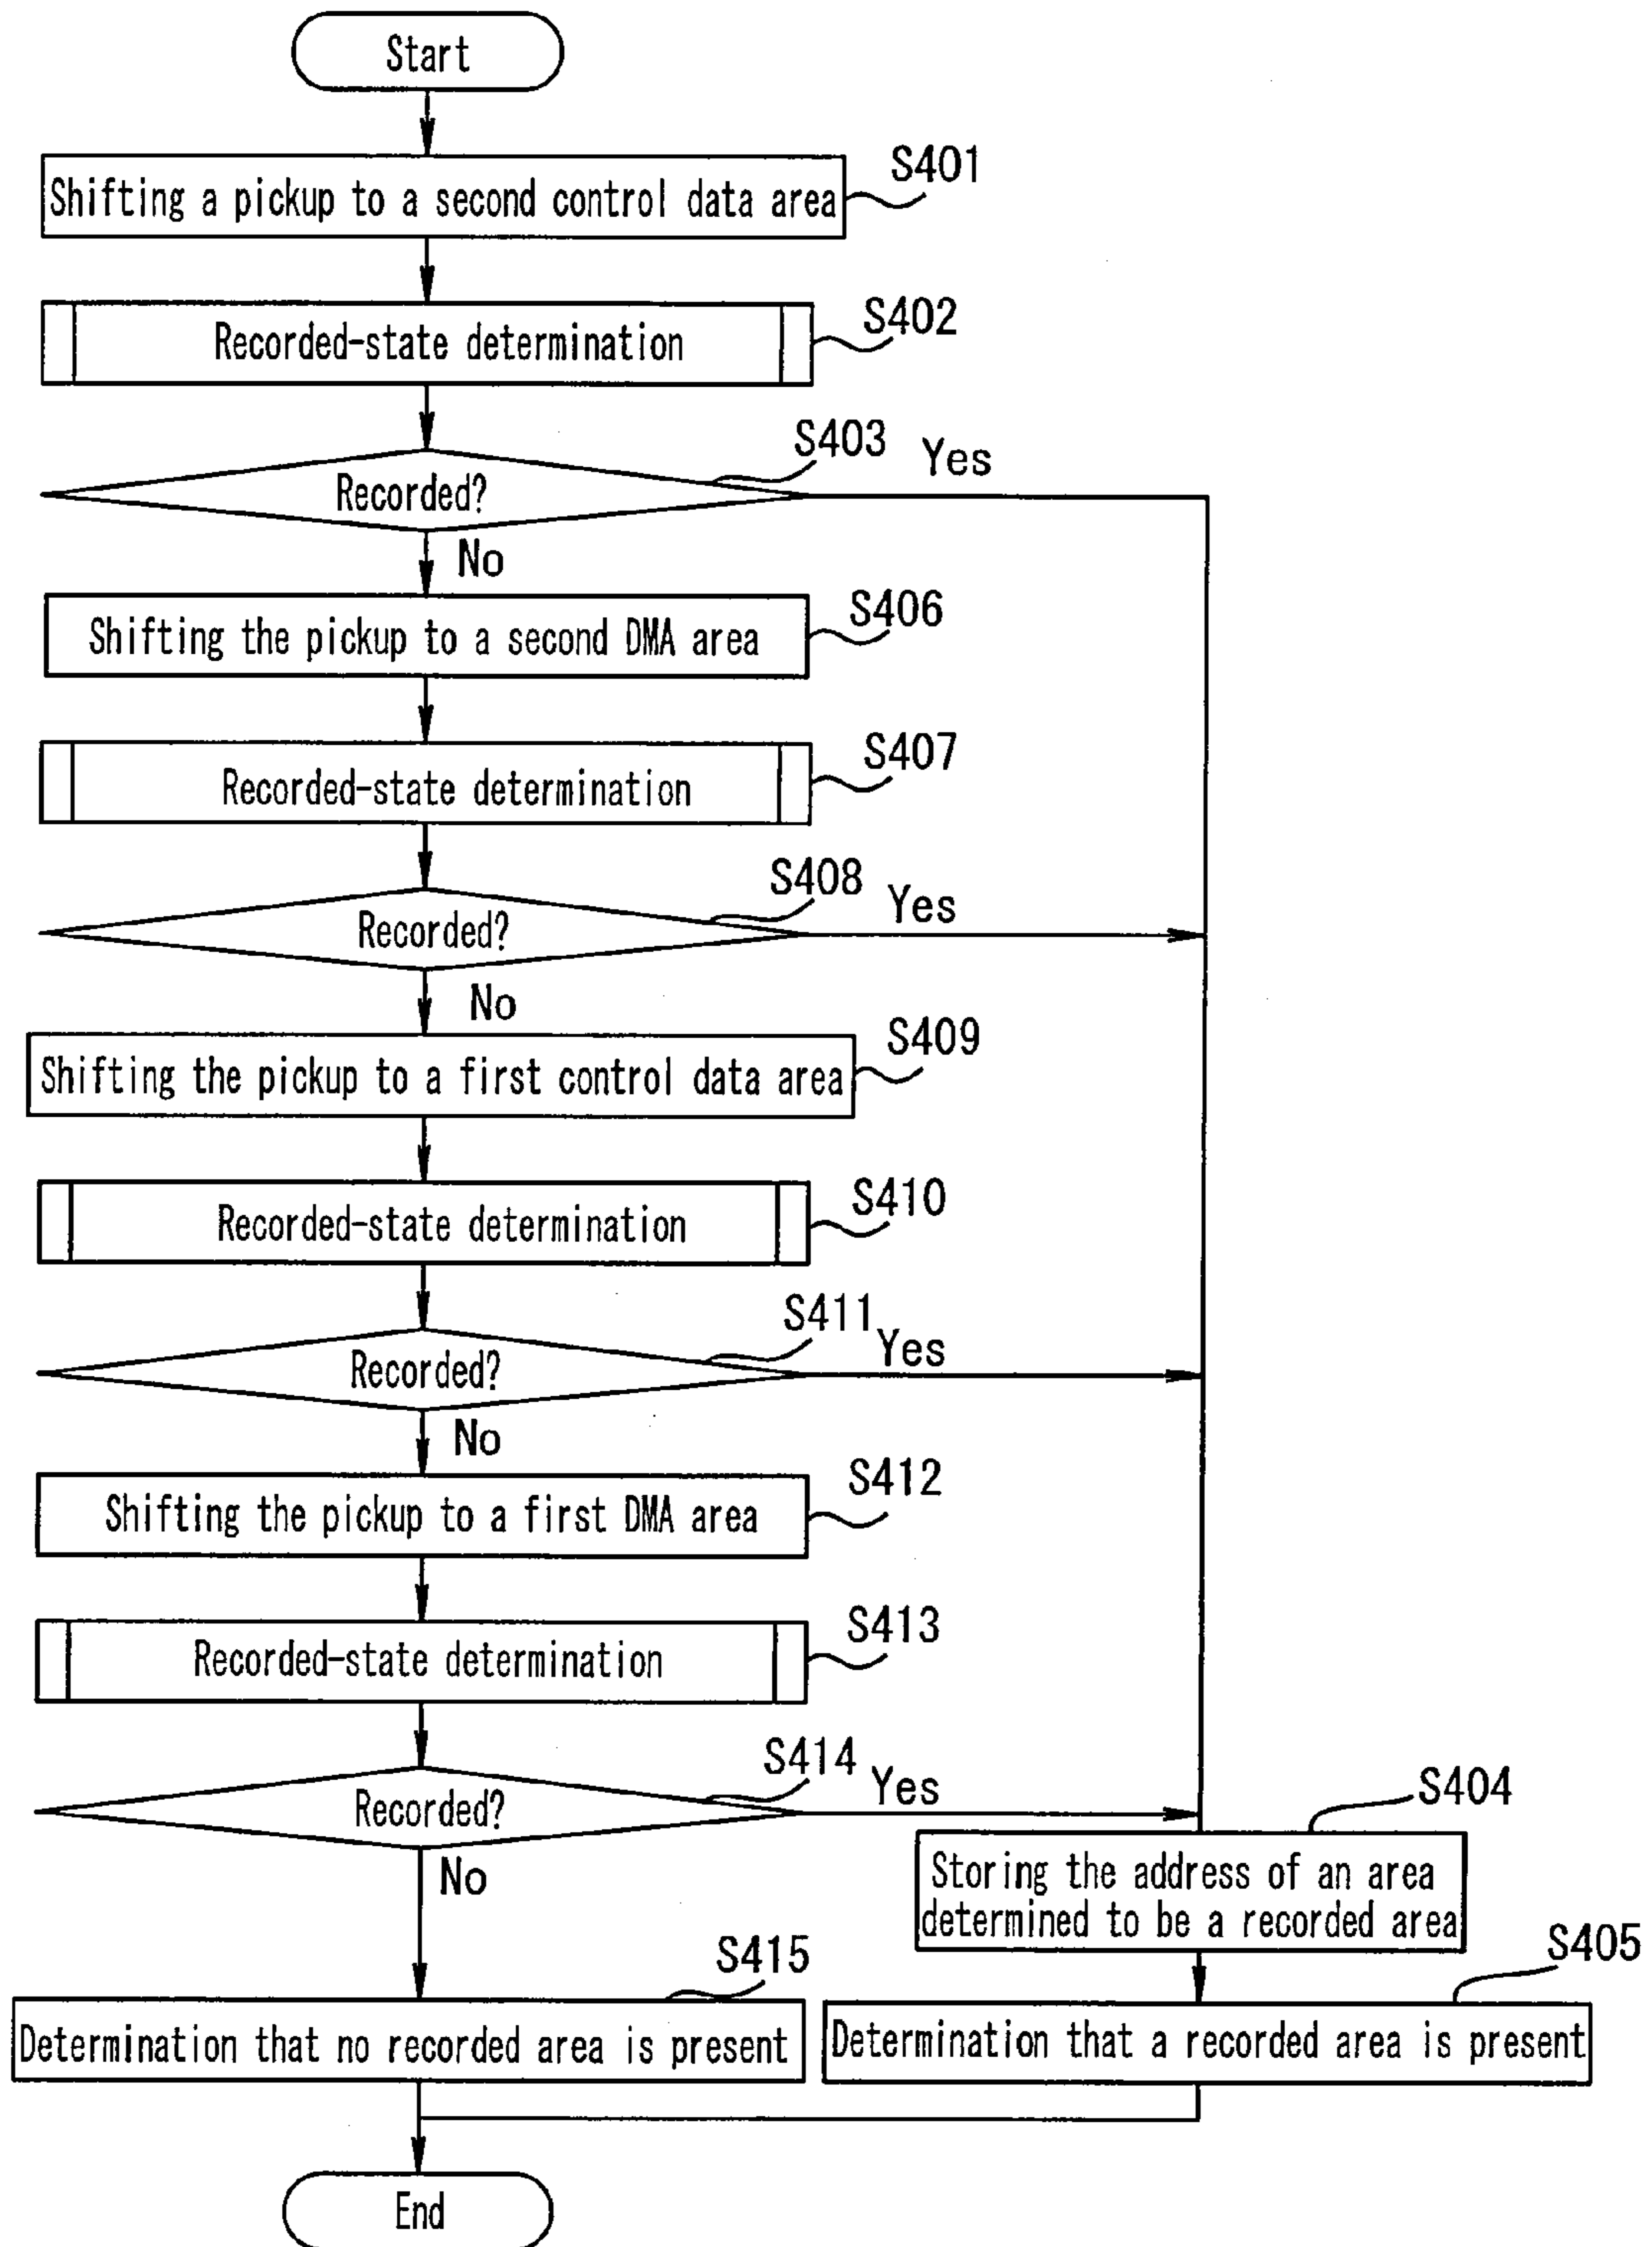 Start
S401
Shifting a pickup to a second control data area
S402
Recorded-state determination
S403
Yes
Recorded?
No
S406
Shifting the pickup to a second DMA area
S407
Recorded-state determination
S408
Yes
Recorded?
No
S409
Shifting the pickup to a first control data area
S410
Recorded-state determination
S411
Yes
Recorded?
No
S412
Shifting the pickup to a first DMA area
S413
Recorded-state determination
S414
Yes
Recorded?
No
S404
Storing the address of an area
determined to be a recorded area
S415
Determination that no recorded area is present
S405
Determination that a recorded area is present
End